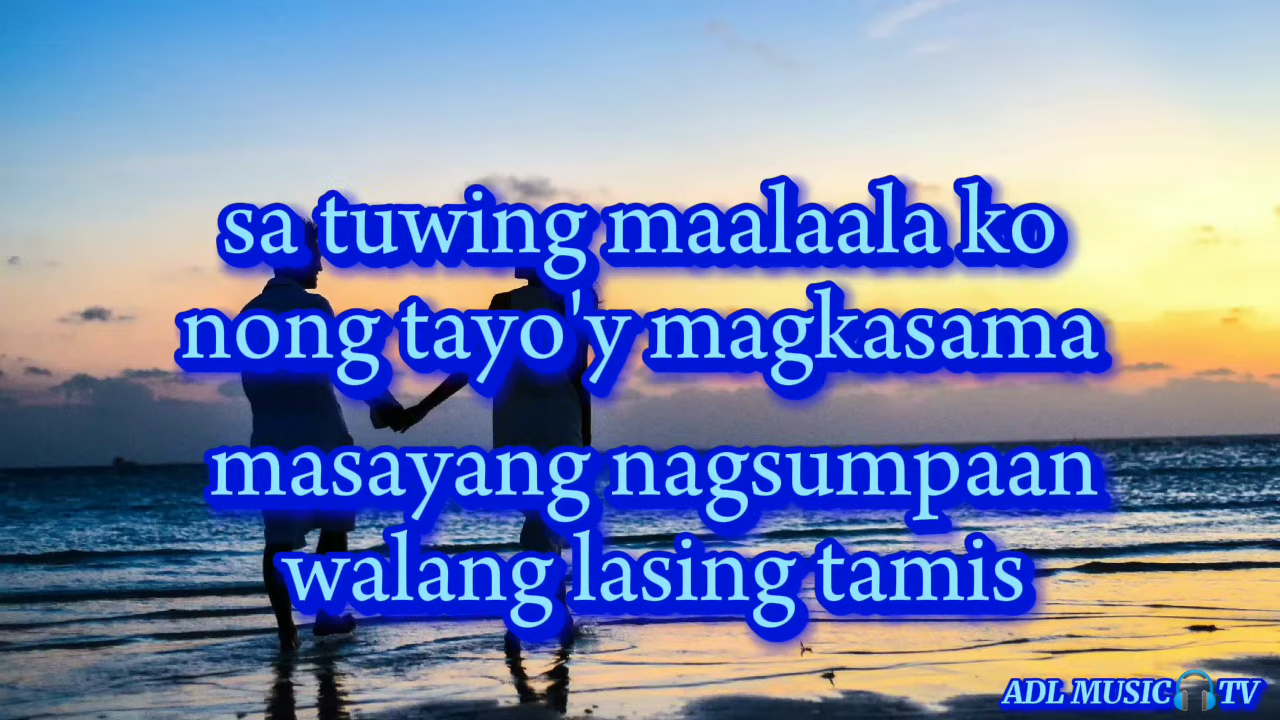 sa tuwing maalaala ko
nong tayo'y magkasama
masayang nagsumpaan
walang lasing tamis
ADL MUSIC TV